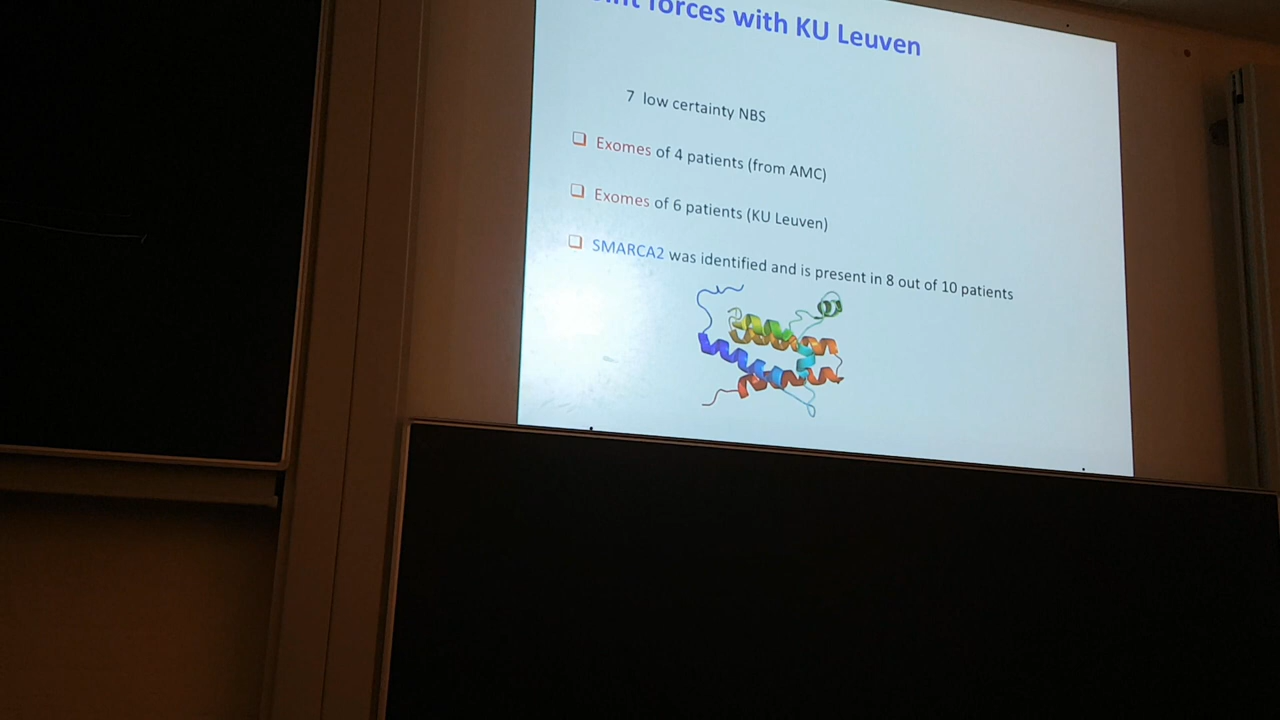 forces with KU Leuven
7 low certainty NBS
Exomes of 4 patients (from AMC)
Exomes of 6 patients (KU Leuven)
SMARCA2 was identified and is present in 8 out of 10 patients